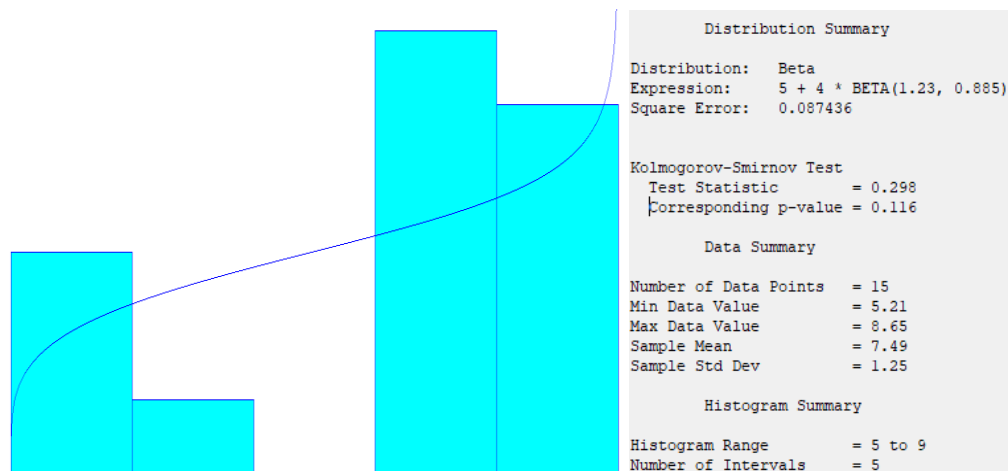 Distribution Summary
Distribution: Beta
Expression: 5 + 4 * BETA(1.23, 0.885)
Square Error: 0.087436
Kolmogorov-Smirnov Test
Test Statistic = 0.298
Corresponding p-value = 0.116
Data Summary
Number of Data Points = 15
Min Data Value = 5.21
Max Data Value = 8.65
Sample Mean = 7.49
Sample Std Dev = 1.25
Histogram Summary
Histogram Range = 5 to 9
Number of Intervals = 5